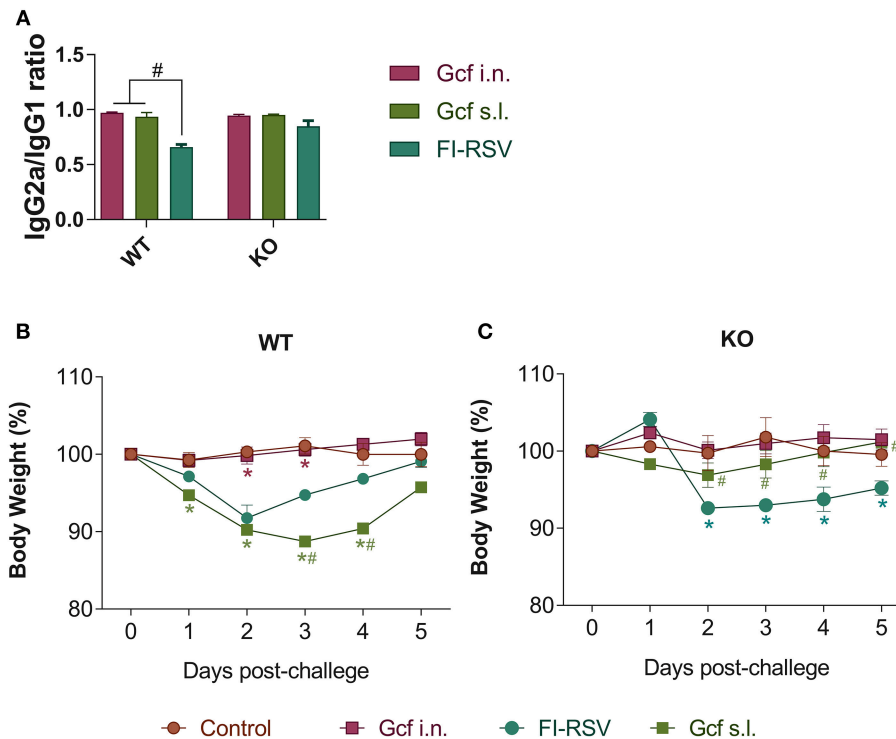 A
IgG2a/IgG1 ratio
1.5
1.0
0.5
0.0
#
WT
KO
Gcf i.n.
Gcf s.l.
FI-RSV
B
WT
Body Weight (%)
110
100
90
80
* *
* * *# *#
0 1 2 3 4 5
Days post-challege
C
KO
Body Weight (%)
110
100
90
80
# # # #
* * * *
0 1 2 3 4 5
Days post-challege
Control Gcf i.n. FI-RSV Gcf s.l.